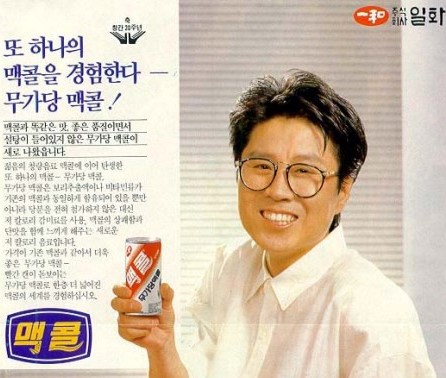 축
창간20주년
一和 주식회사 일화
또 하나의
맥콜을 경험한다 —
무가당 맥콜!
맥콜과 똑같은 맛, 좋은 품질이면서
설탕이 들어있지 않은 무가당 맥콜이
새로 나왔읍니다.
젊음의 청량음료 맥콜에 이어 탄생한
또 하나의 맥콜 — 무가당 맥콜.
무가당 맥콜은 보리추출액이나 비타민류가
기존의 맥콜과 동일하게 함유되어 있을 뿐만
아니라 당분을 전혀 첨가하지 않은 대신
저 칼로리 감미료를 사용, 맥콜의 상쾌함과
단맛을 함께 느끼게 해주는 새로운
저 칼로리 음료입니다.
가격이 기존 맥콜과 같아서 더욱
좋은 무가당 맥콜 —
빨간 캔이 돋보이는
무가당 맥콜로 한층 더 넓어진
맥콜의 세계를 경험하십시오.
맥콜
무가당맥콜
맥콜